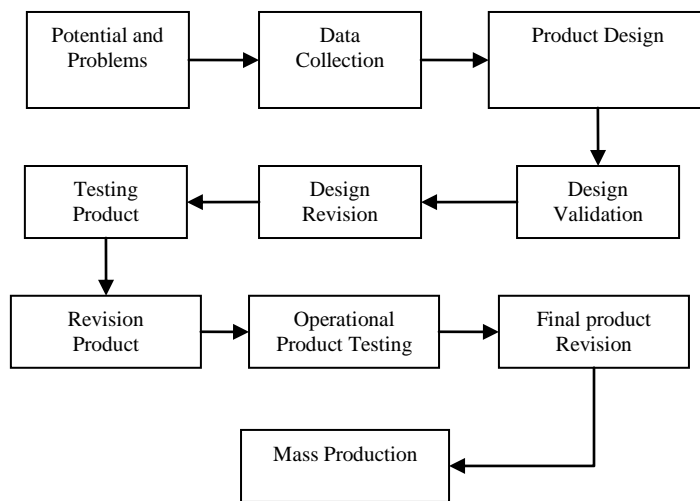 Potential and
Problems
Data
Collection
Product Design
Testing
Product
Design
Revision
Design
Validation
Revision
Product
Operational
Product Testing
Final product
Revision
Mass Production